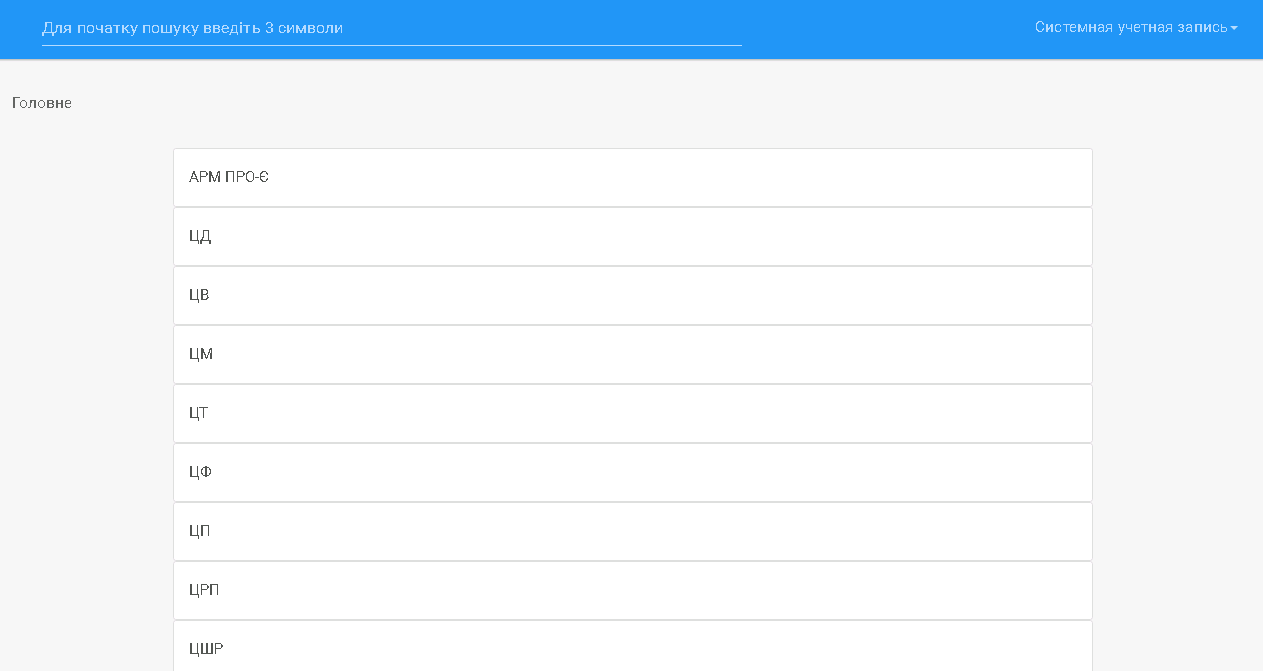 Для початку пошуку введіть 3 символи
Системная учетная запись
Головне
АРМ ПРО-Є
ЦД
ЦВ
ЦМ
ЦТ
ЦФ
ЦП
ЦРП
ЦШР